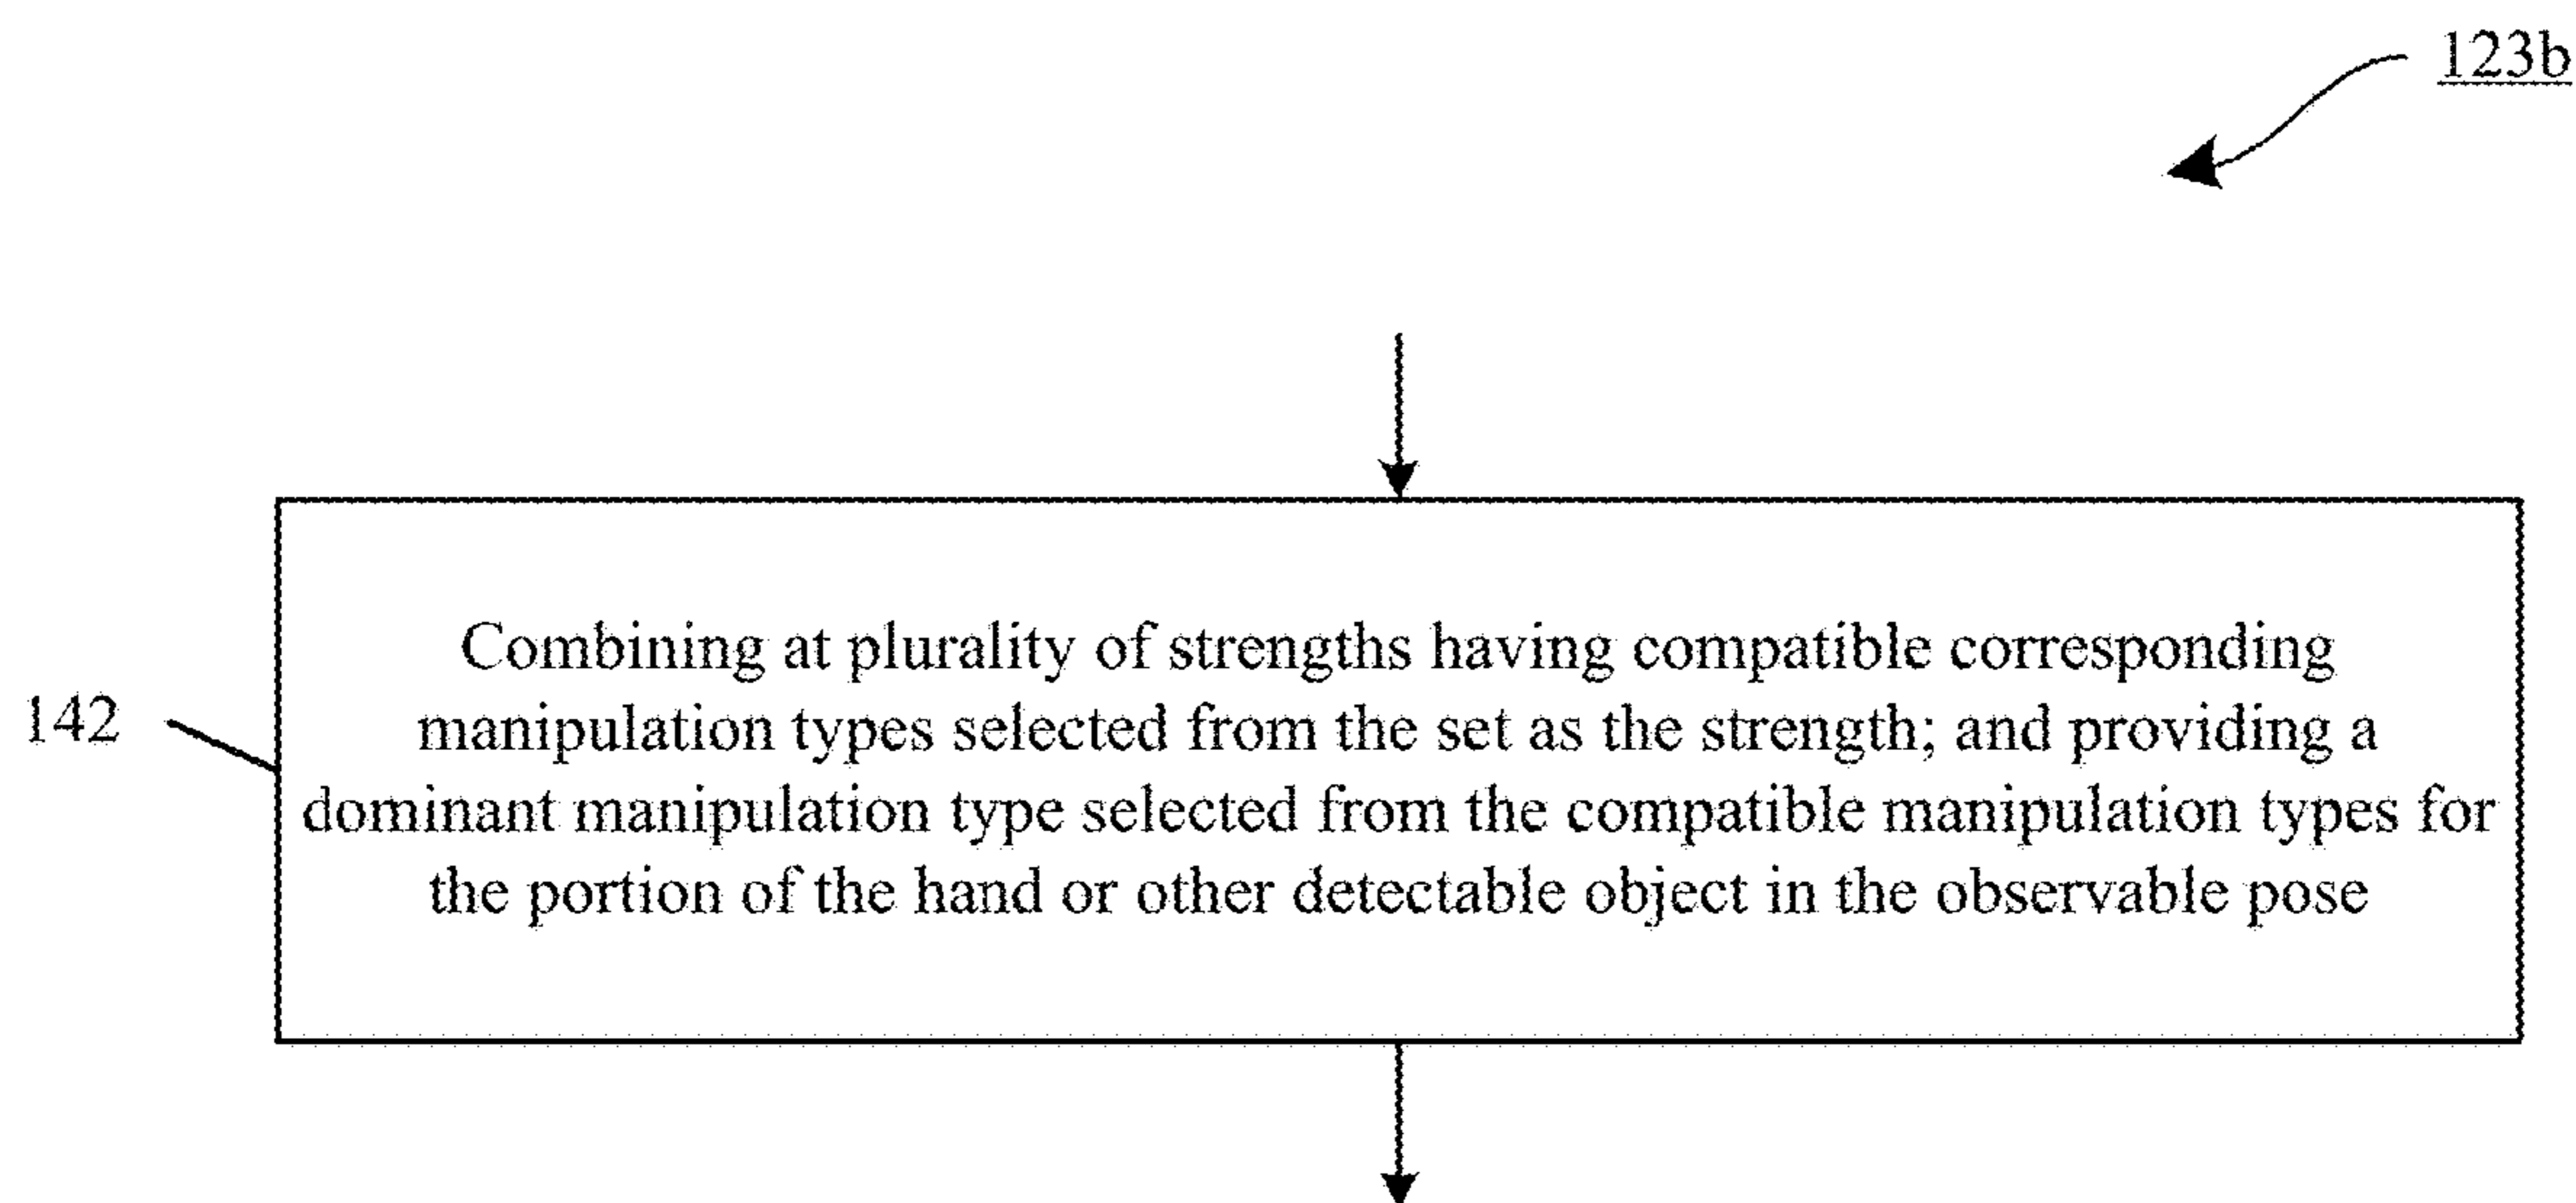 123b
Combining at plurality of strengths having compatible corresponding
142
manipulation types selected from the set as the strength; and providing a
dominant manipulation type selected from the compatible manipulation types for
the portion of the hand or other detectable object in the observable pose